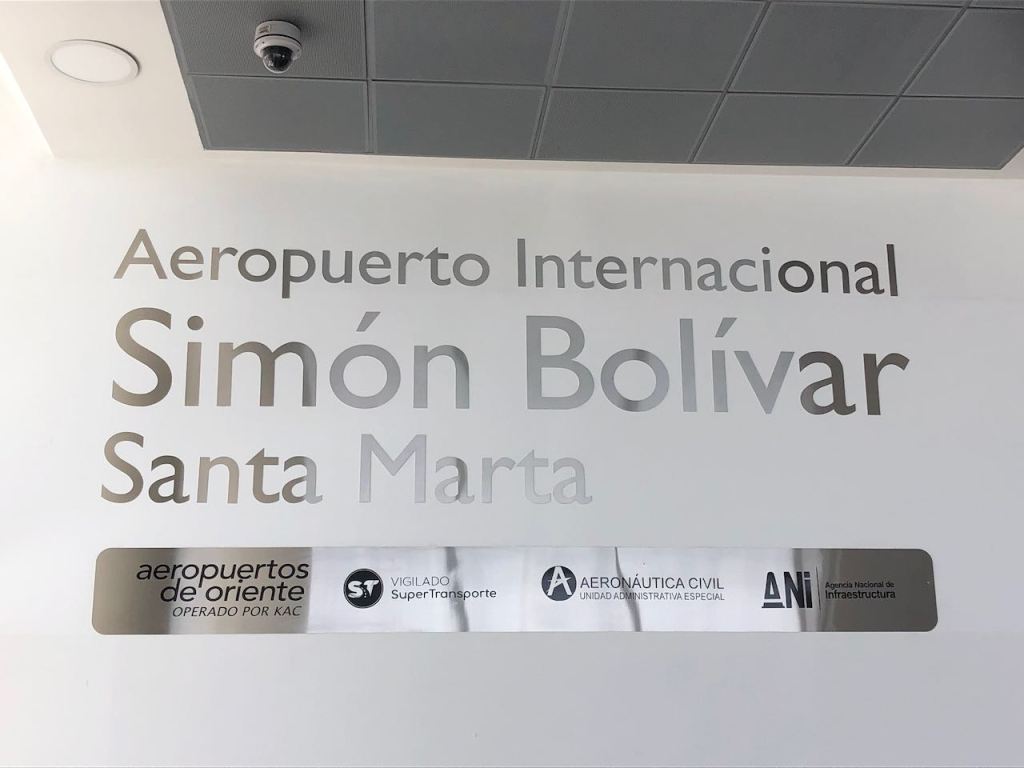 Aeropuerto Internacional
Simón Bolívar
Santa Marta
aeropuertos
de oriente
OPERADO POR KAC
ST
VIGILADO
SuperTransporte
AERONÁUTICA CIVIL
UNIDAD ADMINISTRATIVA ESPECIAL
ANi
Agencia Nacional de
Infraestructura